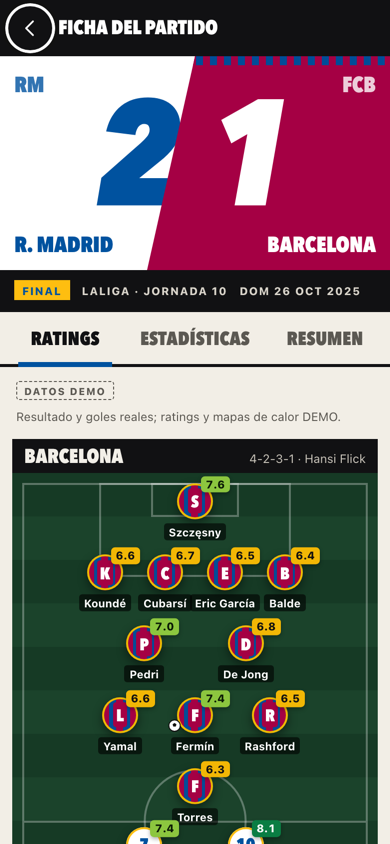 FICHA DEL PARTIDO
RM
FCB
2 1
R. MADRID
BARCELONA
FINAL LALIGA · JORNADA 10 DOM 26 OCT 2025
RATINGS ESTADÍSTICAS RESUMEN
DATOS DEMO
Resultado y goles reales; ratings y mapas de calor DEMO.
BARCELONA 4-2-3-1 · Hansi Flick
7.6
S
Szczęsny
6.6 6.7 6.5 6.4
K C E B
Koundé Cubarsí Eric García Balde
7.0 6.8
P D
Pedri De Jong
6.6 7.4 6.5
L F R
Yamal Fermín Rashford
6.3
F
Torres
7.4 8.1
7 10